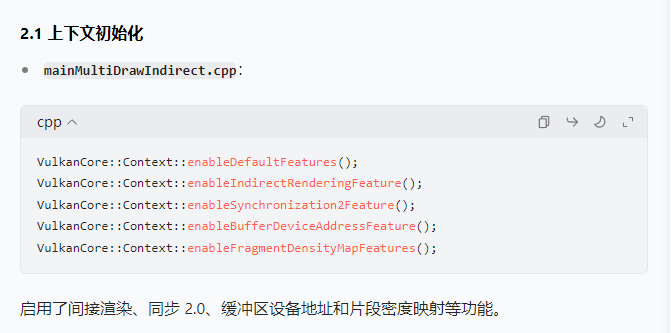 2.1 上下文初始化
mainMultiDrawIndirect.cpp：
cpp
VulkanCore::Context::enableDefaultFeatures();
VulkanCore::Context::enableIndirectRenderingFeature();
VulkanCore::Context::enableSynchronization2Feature();
VulkanCore::Context::enableBufferDeviceAddressFeature();
VulkanCore::Context::enableFragmentDensityMapFeatures();
启用了间接渲染、同步 2.0、缓冲区设备地址和片段密度映射等功能。